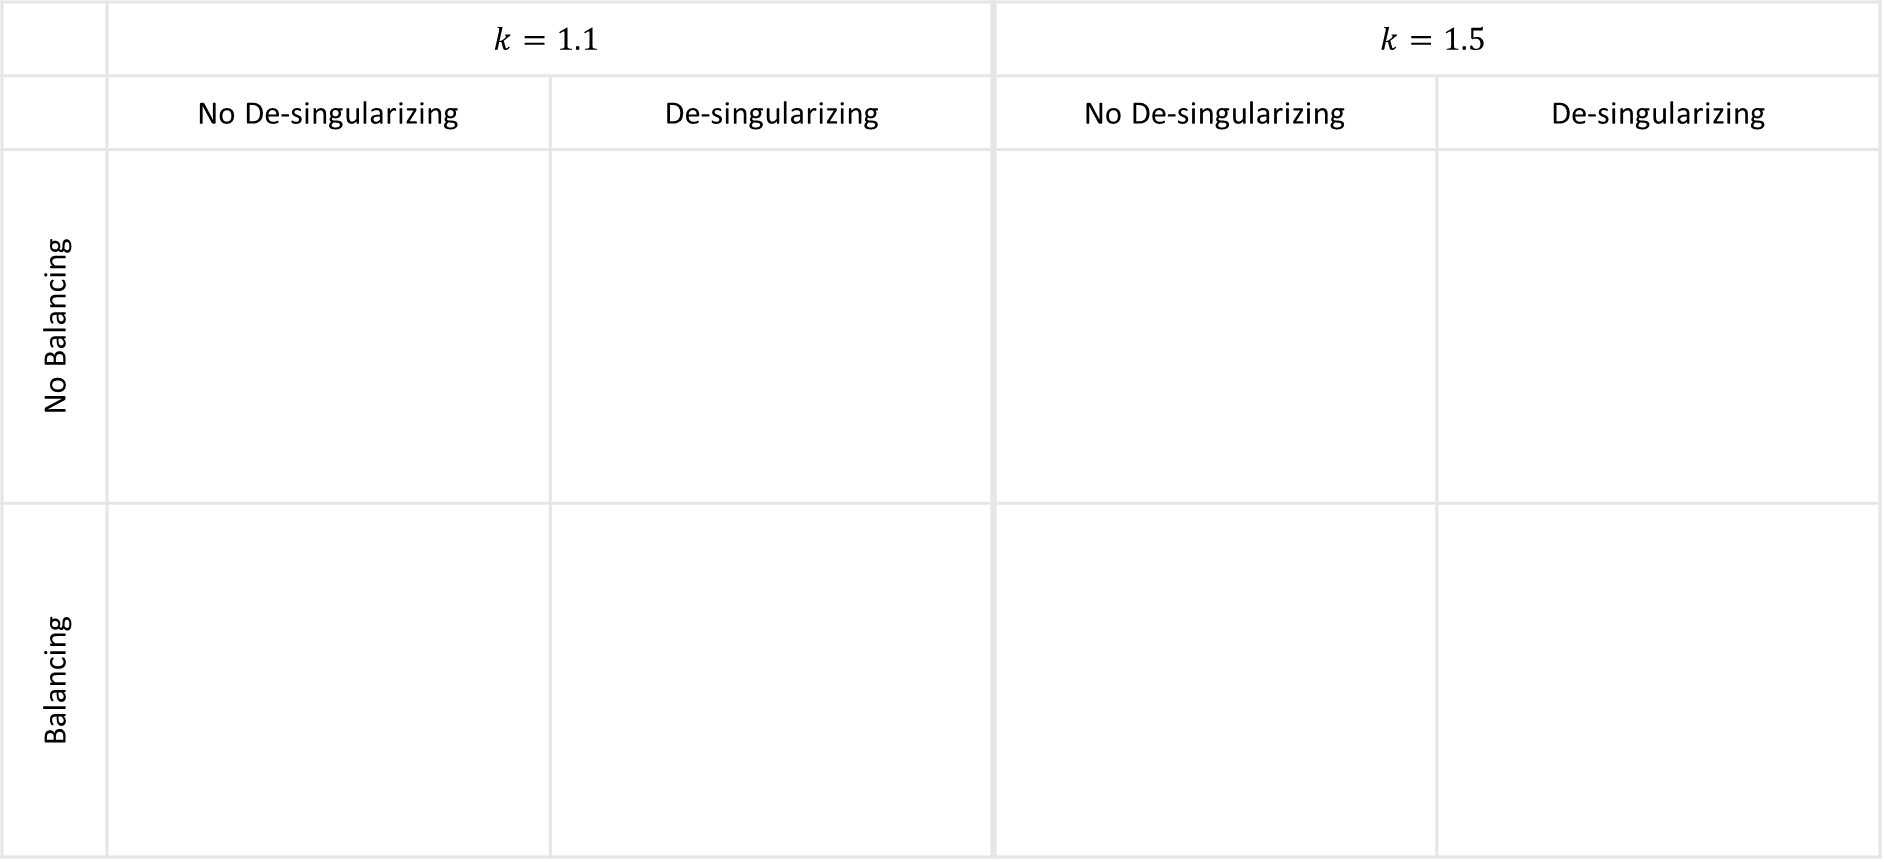 k = 1.1
k = 1.5
No De-singularizing
De-singularizing
No De-singularizing
De-singularizing
No Balancing
Balancing